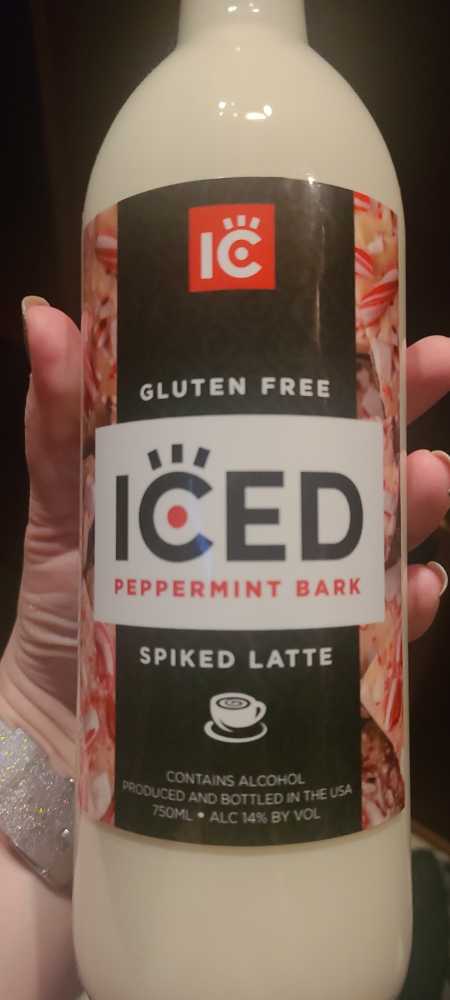 IC
GLUTEN FREE
ICED
PEPPERMINT BARK
SPIKED LATTE
CONTAINS ALCOHOL
PRODUCED AND BOTTLED IN THE USA
750ML • ALC 14% BY VOL